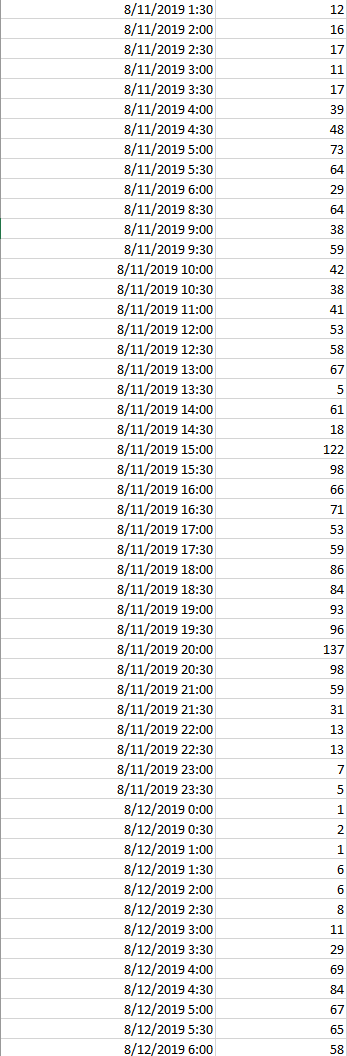 8/11/2019 1:30 12
8/11/2019 2:00 16
8/11/2019 2:30 17
8/11/2019 3:00 11
8/11/2019 3:30 17
8/11/2019 4:00 39
8/11/2019 4:30 48
8/11/2019 5:00 73
8/11/2019 5:30 64
8/11/2019 6:00 29
8/11/2019 8:30 64
8/11/2019 9:00 38
8/11/2019 9:30 59
8/11/2019 10:00 42
8/11/2019 10:30 38
8/11/2019 11:00 41
8/11/2019 12:00 53
8/11/2019 12:30 58
8/11/2019 13:00 67
8/11/2019 13:30 5
8/11/2019 14:00 61
8/11/2019 14:30 18
8/11/2019 15:00 122
8/11/2019 15:30 98
8/11/2019 16:00 66
8/11/2019 16:30 71
8/11/2019 17:00 53
8/11/2019 17:30 59
8/11/2019 18:00 86
8/11/2019 18:30 84
8/11/2019 19:00 93
8/11/2019 19:30 96
8/11/2019 20:00 137
8/11/2019 20:30 98
8/11/2019 21:00 59
8/11/2019 21:30 31
8/11/2019 22:00 13
8/11/2019 22:30 13
8/11/2019 23:00 7
8/11/2019 23:30 5
8/12/2019 0:00 1
8/12/2019 0:30 2
8/12/2019 1:00 1
8/12/2019 1:30 6
8/12/2019 2:00 6
8/12/2019 2:30 8
8/12/2019 3:00 11
8/12/2019 3:30 29
8/12/2019 4:00 69
8/12/2019 4:30 84
8/12/2019 5:00 67
8/12/2019 5:30 65
8/12/2019 6:00 58